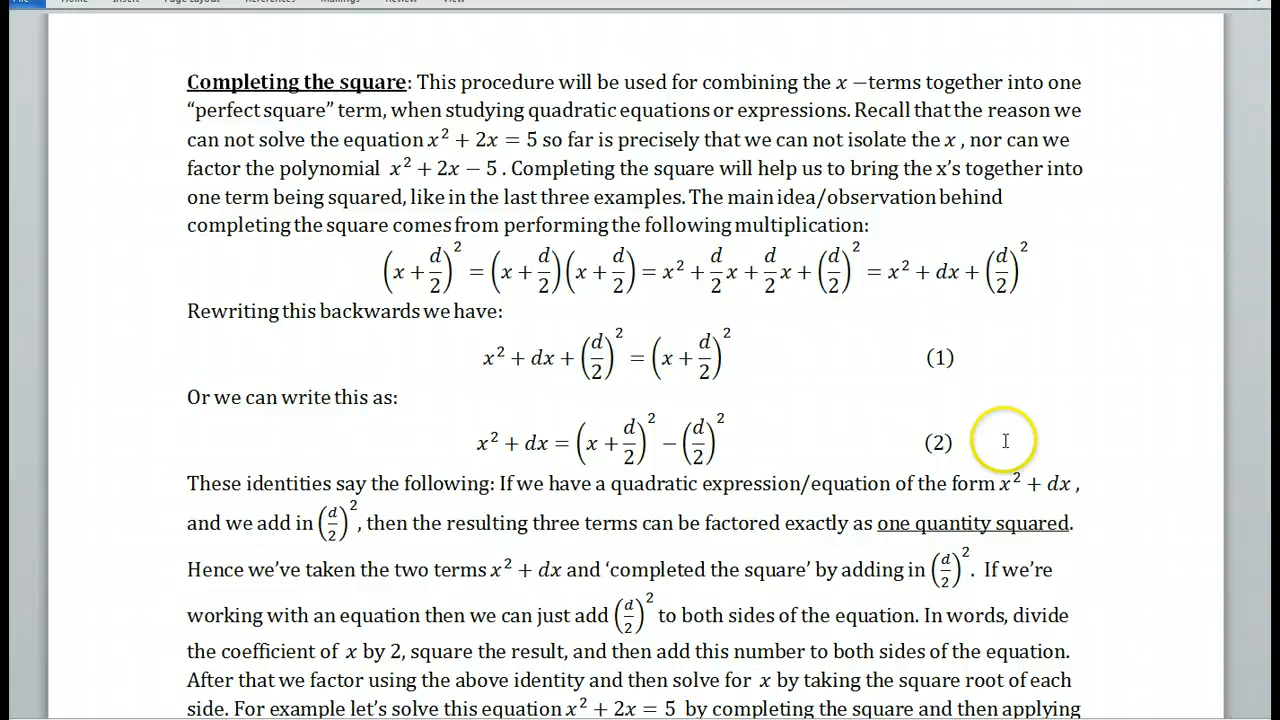 File Home Insert Page Layout References Mailings Review View
Completing the square: This procedure will be used for combining the x −terms together into one
“perfect square” term, when studying quadratic equations or expressions. Recall that the reason we
can not solve the equation x² + 2x = 5 so far is precisely that we can not isolate the x , nor can we
factor the polynomial x² + 2x − 5 . Completing the square will help us to bring the x’s together into
one term being squared, like in the last three examples. The main idea/observation behind
completing the square comes from performing the following multiplication:
(x + d/2)² = (x + d/2)(x + d/2) = x² + d/2 x + d/2 x + (d/2)² = x² + dx + (d/2)²
Rewriting this backwards we have:
x² + dx + (d/2)² = (x + d/2)² (1)
Or we can write this as:
x² + dx = (x + d/2)² − (d/2)² (2)
These identities say the following: If we have a quadratic expression/equation of the form x² + dx ,
and we add in (d/2)², then the resulting three terms can be factored exactly as one quantity squared.
Hence we’ve taken the two terms x² + dx and ‘completed the square’ by adding in (d/2)². If we’re
working with an equation then we can just add (d/2)² to both sides of the equation. In words, divide
the coefficient of x by 2, square the result, and then add this number to both sides of the equation.
After that we factor using the above identity and then solve for x by taking the square root of each
side. For example let’s solve this equation x² + 2x = 5 by completing the square and then applying